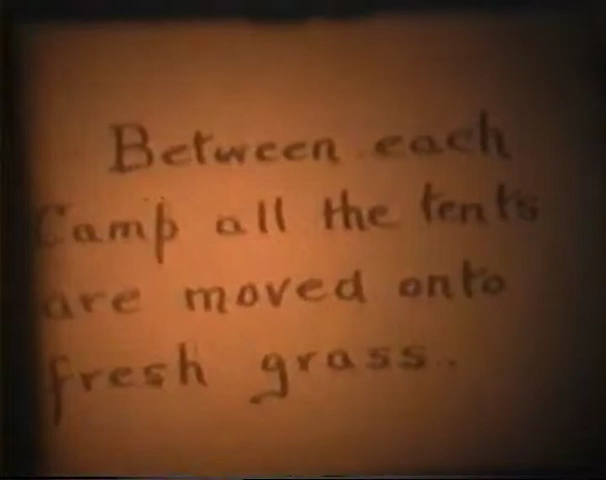 Between each
Camp all the tents
are moved onto
fresh grass..